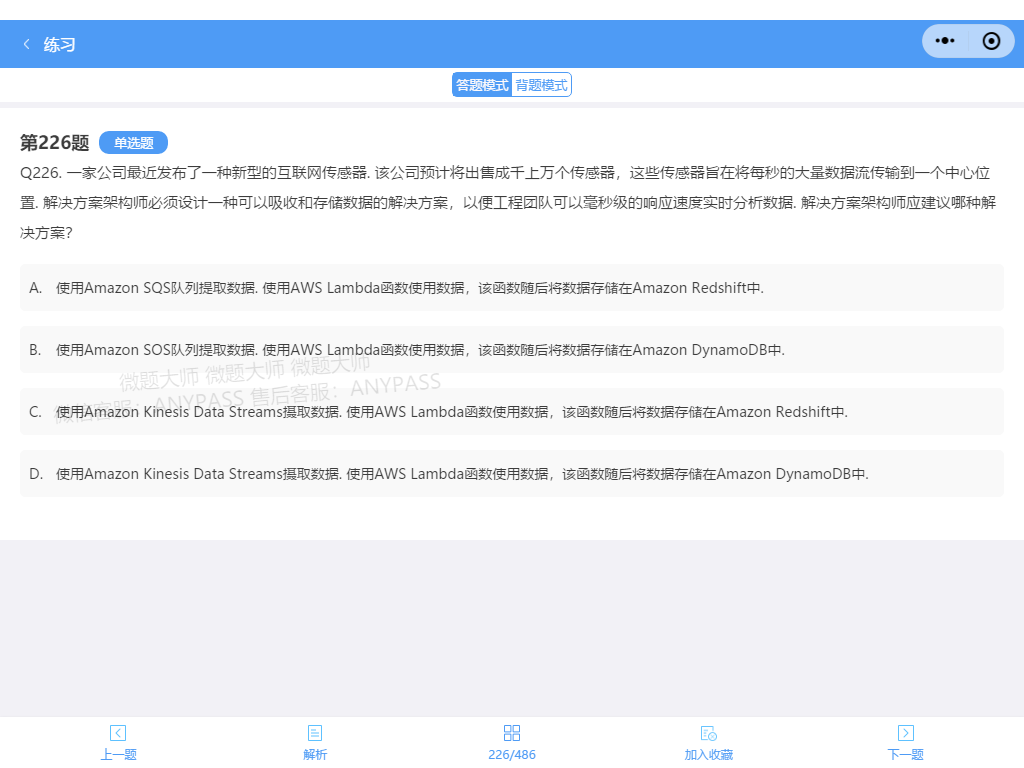 练习
答题模式 背题模式
第226题 单选题
Q226. 一家公司最近发布了一种新型的互联网传感器. 该公司预计将出售成千上万个传感器，这些传感器旨在将每秒的大量数据流传输到一个中心位
置. 解决方案架构师必须设计一种可以吸收和存储数据的解决方案，以便工程团队可以毫秒级的响应速度实时分析数据. 解决方案架构师应建议哪种解
决方案？
A. 使用Amazon SQS队列提取数据. 使用AWS Lambda函数使用数据，该函数随后将数据存储在Amazon Redshift中.
B. 使用Amazon SOS队列提取数据. 使用AWS Lambda函数使用数据，该函数随后将数据存储在Amazon DynamoDB中.
微题大师 微题大师 微题大师
微信客服：ANYPASS 售后客服：ANYPASS
C. 使用Amazon Kinesis Data Streams摄取数据. 使用AWS Lambda函数使用数据，该函数随后将数据存储在Amazon Redshift中.
D. 使用Amazon Kinesis Data Streams摄取数据. 使用AWS Lambda函数使用数据，该函数随后将数据存储在Amazon DynamoDB中.
上一题 解析 226/486 加入收藏 下一题